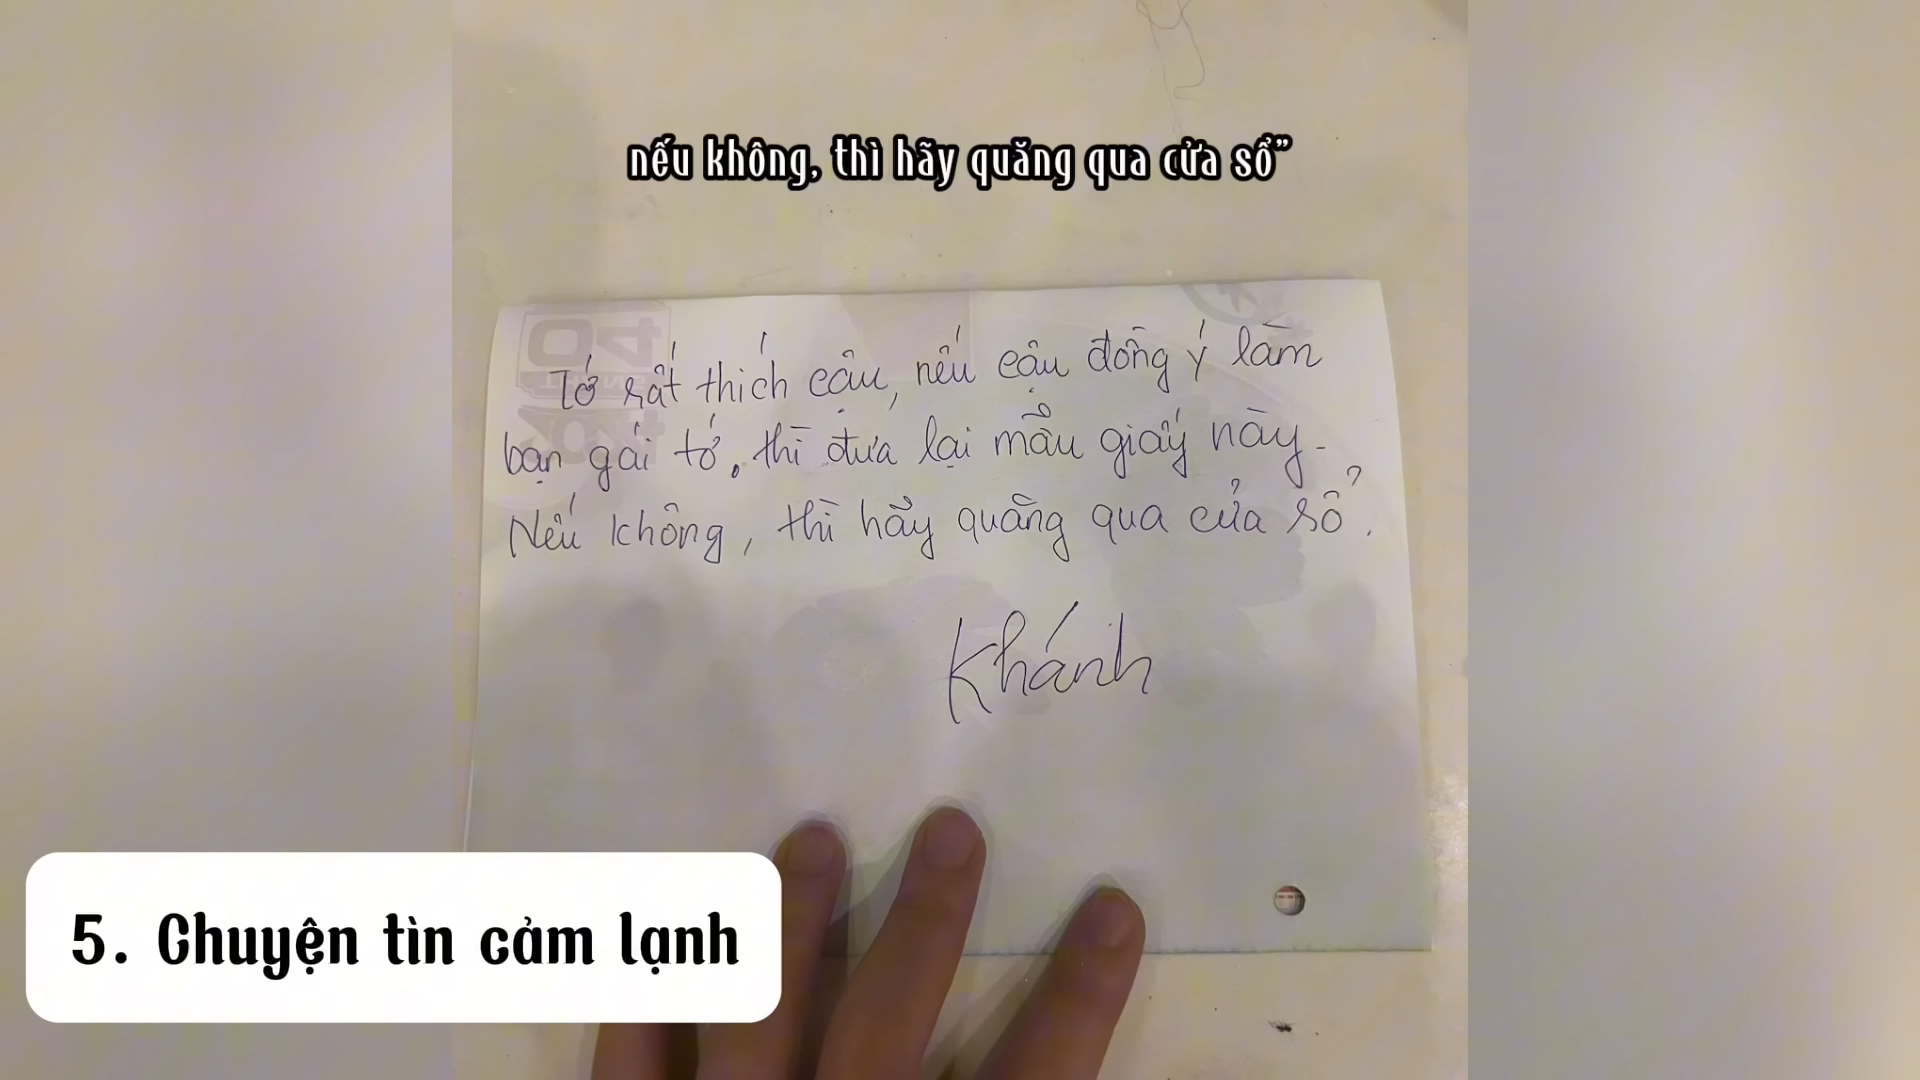 nếu không, thì hãy quăng qua cửa sổ”
Tớ rất thích cậu, nếu cậu đồng ý làm
bạn gái tớ, thì đưa lại mẩu giấy này.
Nếu không, thì hãy quăng qua cửa sổ.
Khánh
5. Chuyện tìn cảm lạnh